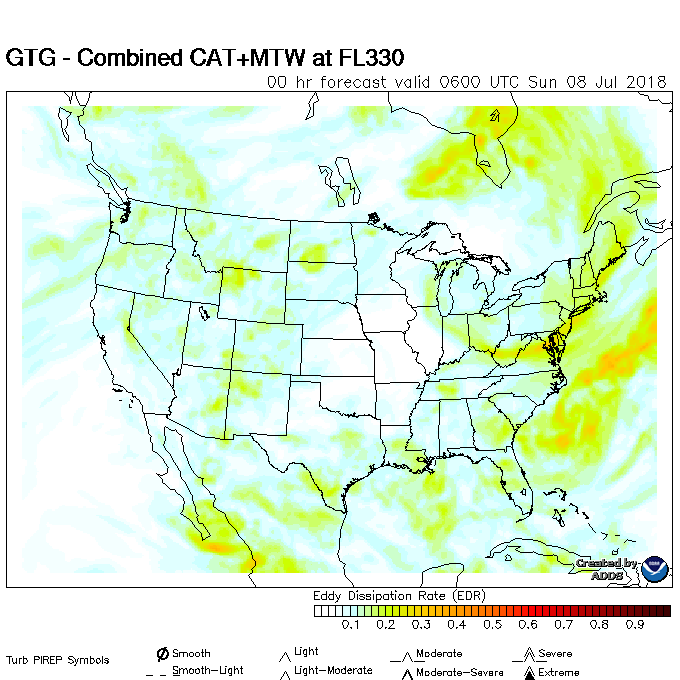 GTG - Combined CAT+MTW at FL330
00 hr forecast valid 0600 UTC Sun 08 Jul 2018
Created by
ADDS
Eddy Dissipation Rate (EDR)
0.1 0.2 0.3 0.4 0.5 0.6 0.7 0.8 0.9
Turb PIREP Symbols
Smooth Light Moderate Severe
Smooth-Light Light-Moderate Moderate-Severe Extreme